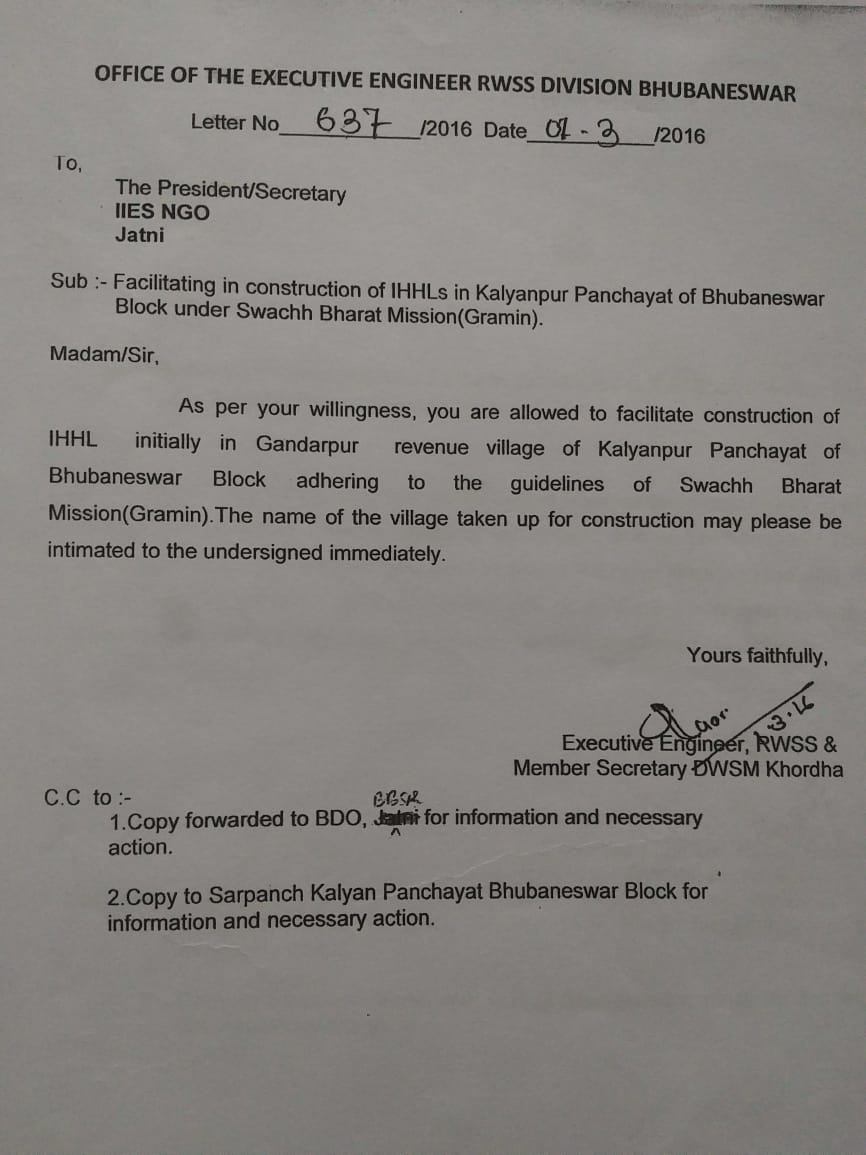 OFFICE OF THE EXECUTIVE ENGINEER RWSS DIVISION BHUBANESWAR
Letter No 637 /2016 Date 01-3 /2016
To,
The President/Secretary
IIES NGO
Jatni
Sub :- Facilitating in construction of IHHLs in Kalyanpur Panchayat of Bhubaneswar
Block under Swachh Bharat Mission(Gramin).
Madam/Sir,
As per your willingness, you are allowed to facilitate construction of
IHHL initially in Gandarpur revenue village of Kalyanpur Panchayat of
Bhubaneswar Block adhering to the guidelines of Swachh Bharat
Mission(Gramin).The name of the village taken up for construction may please be
intimated to the undersigned immediately.
Yours faithfully,
Executive Engineer, RWSS &
Member Secretary DWSM Khordha
C.C to :-
BBSR
1.Copy forwarded to BDO, Jatni for information and necessary
action.
2.Copy to Sarpanch Kalyan Panchayat Bhubaneswar Block for
information and necessary action.